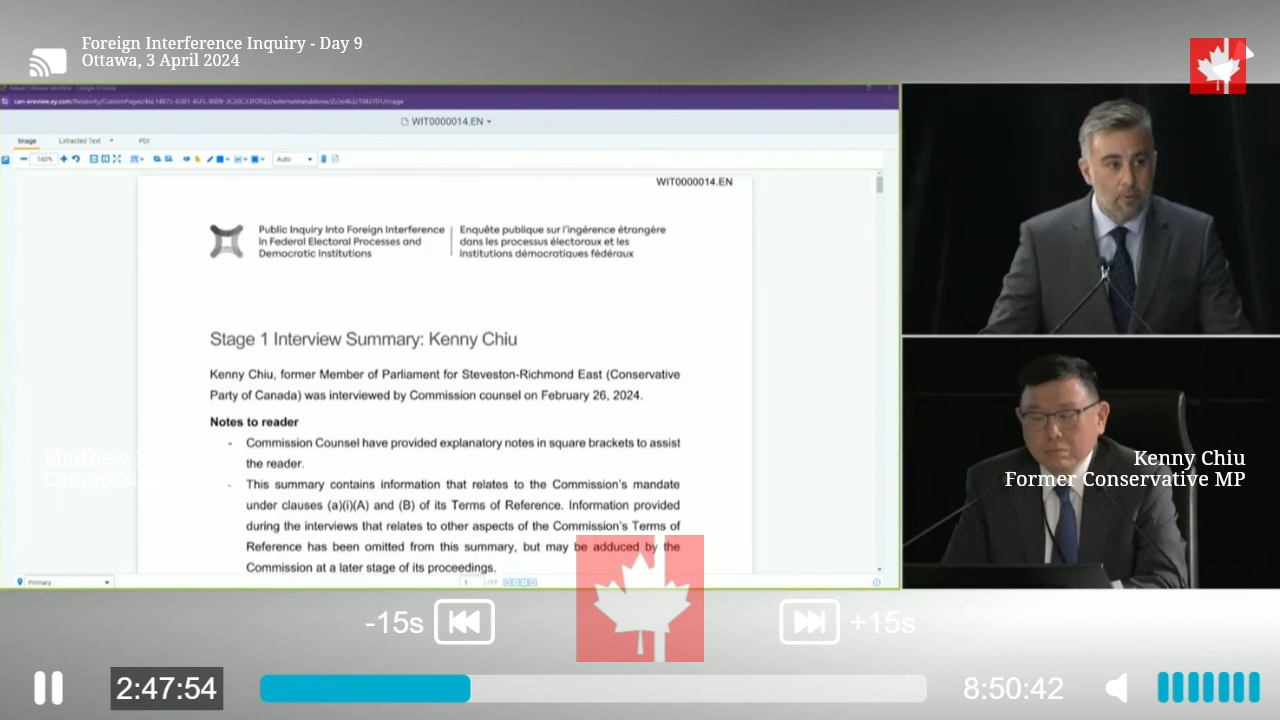 Foreign Interference Inquiry - Day 9
Ottawa, 3 April 2024
WIT0000014.EN
Image
Extracted Text
PDF
160%
Auto
WIT0000014.EN
Public Inquiry Into Foreign Interference
In Federal Electoral Processes and
Democratic Institutions
Enquête publique sur l'ingérence étrangère
dans les processus électoraux et les
institutions démocratiques fédéraux
Stage 1 Interview Summary: Kenny Chiu
Kenny Chiu, former Member of Parliament for Steveston-Richmond East (Conservative
Party of Canada) was interviewed by Commission counsel on February 26, 2024.
Notes to reader
- Commission Counsel have provided explanatory notes in square brackets to assist
the reader.
- This summary contains information that relates to the Commission's mandate
under clauses (a)(i)(A) and (B) of its Terms of Reference. Information provided
during the interviews that relates to other aspects of the Commission's Terms of
Reference has been omitted from this summary, but may be adduced by the
Commission at a later stage of its proceedings.
Primary
1
/17
Matthew
Kenny Chiu
Former Conservative MP
-15s
+15s
2:47:54
8:50:42